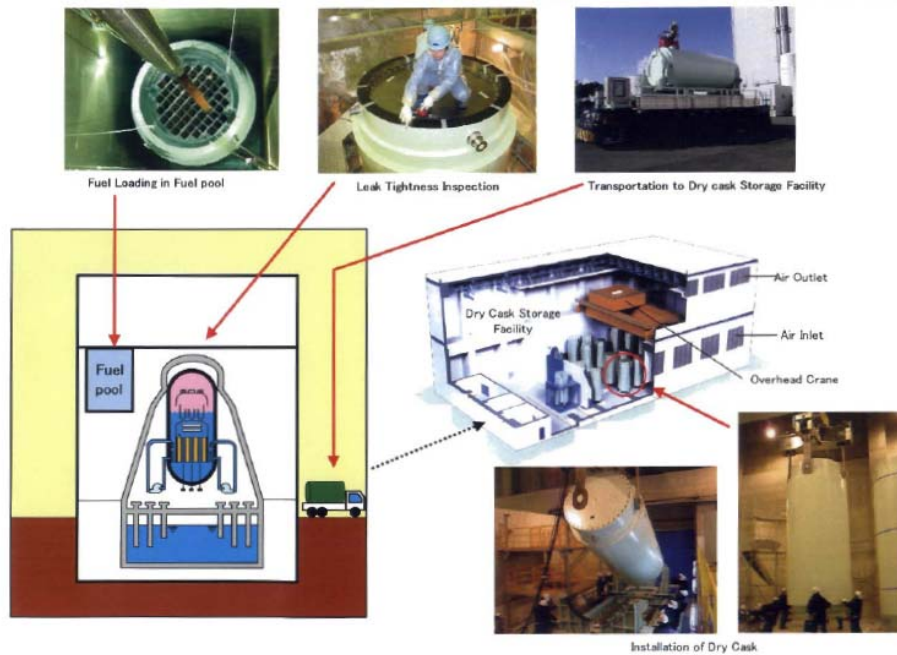 Fuel Loading in Fuel pool
Leak Tightness Inspection
Transportation to Dry cask Storage Facility
Air Outlet
Dry Cask Storage
Facility
Air Inlet
Fuel
pool
Overhead Crane
Installation of Dry Cask